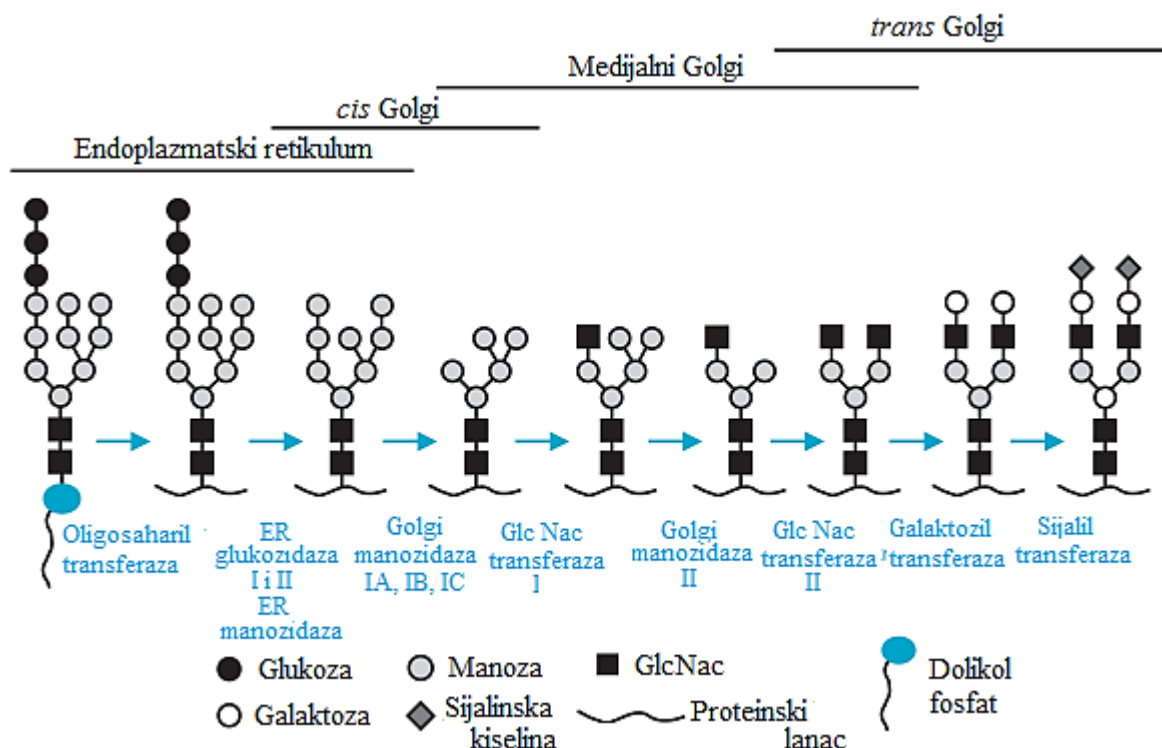 trans Golgi
Medijalni Golgi
cis Golgi
Endoplazmatski retikulum
Oligosaharil
transferaza
ER
glukozidaza
I i II
ER
manozidaza
Golgi
manozidaza
IA, IB, IC
Glc Nac
transferaza
I
Golgi
manozidaza
II
Glc Nac
transferaza
II
Galaktozil
transferaza
Sijalil
transferaza
Glukoza
Manoza
GlcNac
Dolikol
fosfat
Galaktoza
Sijalinska
kiselina
Proteinski
lanac